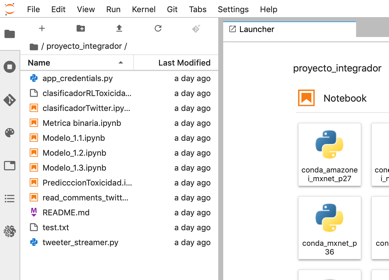 File Edit View Run Kernel Git Tabs Settings Help
Launcher
/ proyecto_integrador /
Name Last Modified
app_credentials.py a day ago
clasificadorRLToxicida... a day ago
clasificadorTwitter.ipy... a day ago
Metrica binaria.ipynb a day ago
Modelo_1.1.ipynb a day ago
Modelo_1.2.ipynb a day ago
Modelo_1.3.ipynb a day ago
PredicccionToxicidad.i... a day ago
read_comments_twitt... a day ago
README.md a day ago
test.txt a day ago
tweeter_streamer.py a day ago
proyecto_integrador
Notebook
conda_amazone
i_mxnet_p27
conda_mxnet_p
36